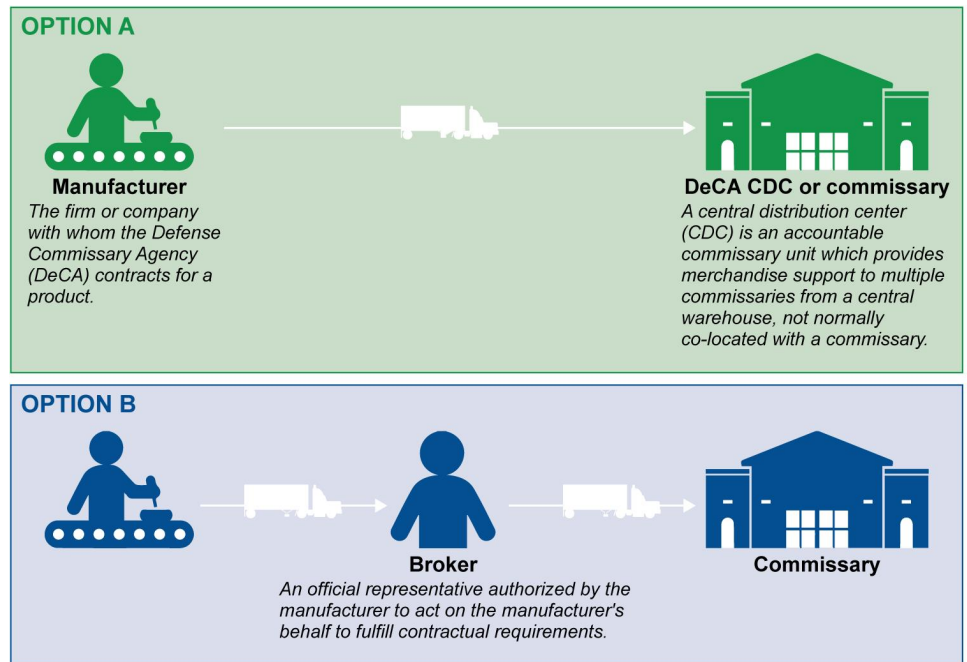 OPTION A
Manufacturer
The firm or company
with whom the Defense
Commissary Agency
(DeCA) contracts for a
product.
DeCA CDC or commissary
A central distribution center
(CDC) is an accountable
commissary unit which provides
merchandise support to multiple
commissaries from a central
warehouse, not normally
co-located with a commissary.
OPTION B
Broker
An official representative authorized by the
manufacturer to act on the manufacturer's
behalf to fulfill contractual requirements.
Commissary